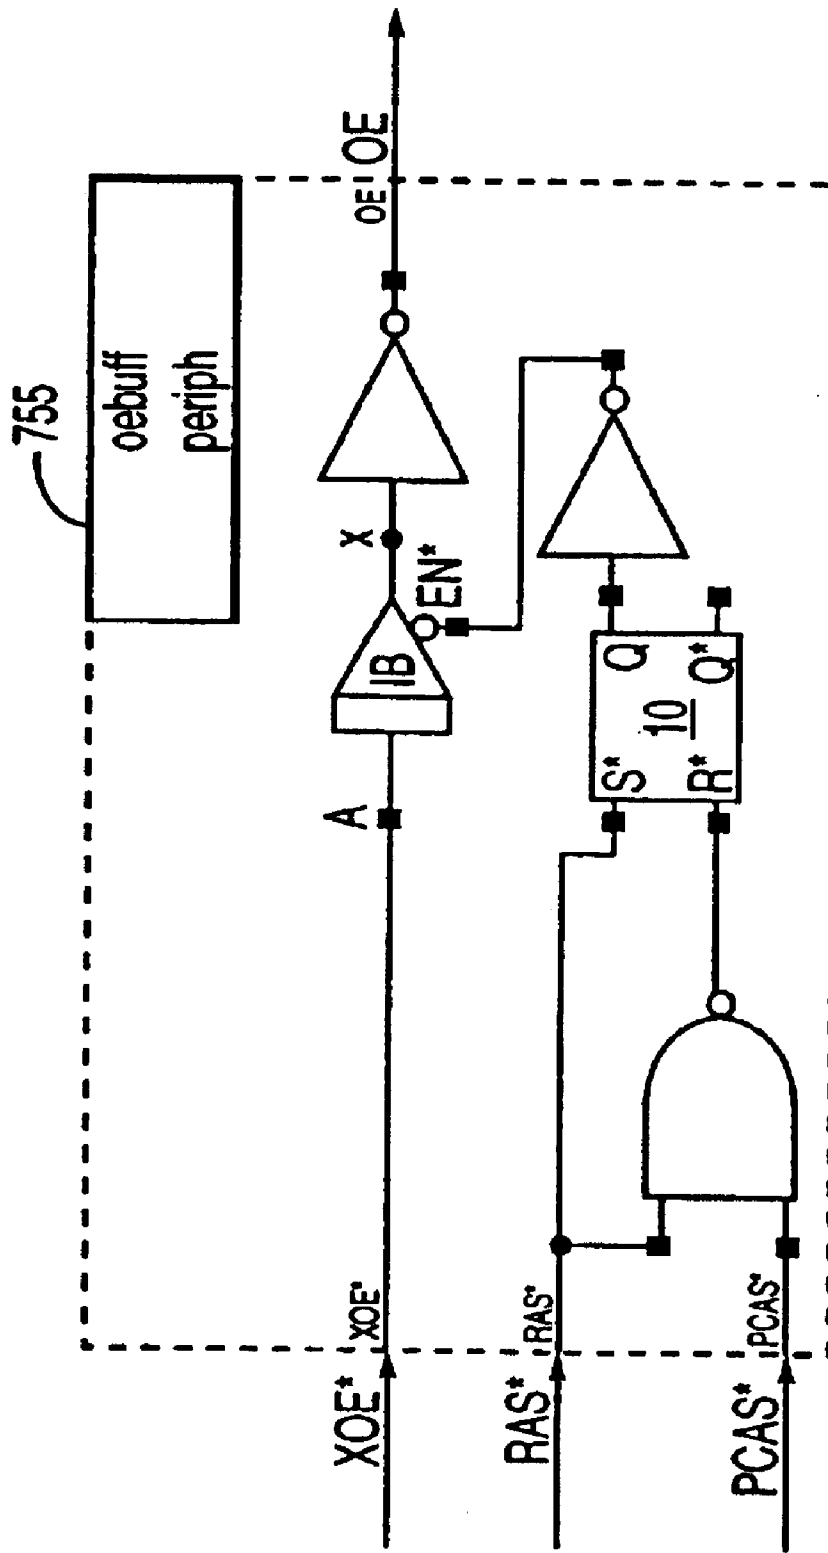 755
oebuff
periph
XOE*
XOE*
A
IB
X
EN*
OE
OE
RAS*
RAS*
S*
Q
10
R*
Q*
PCAS*
PCAS*